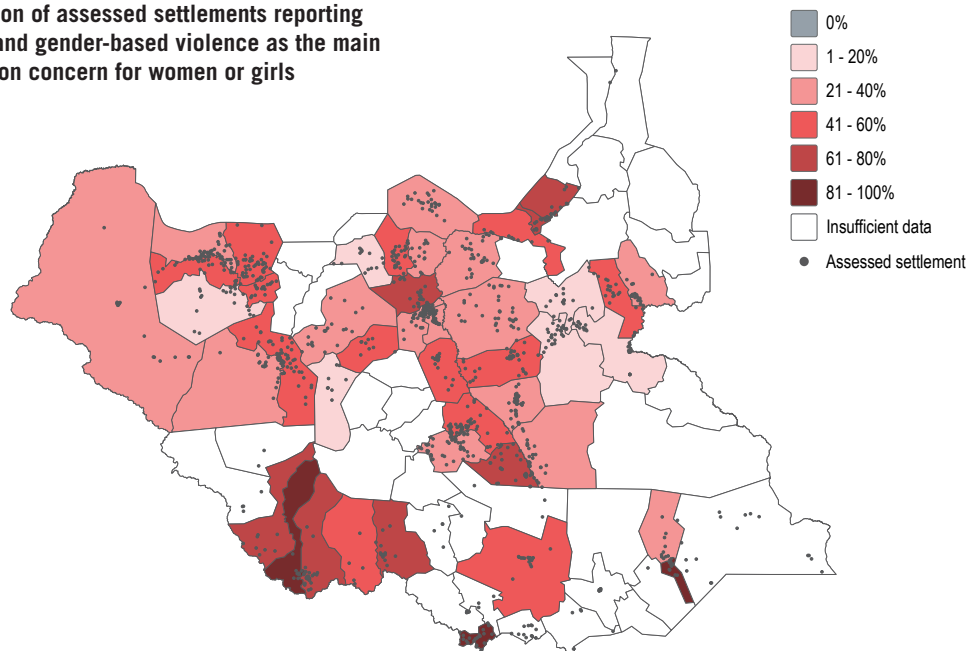 ion of assessed settlements reporting
and gender-based violence as the main
on concern for women or girls
0%
1 - 20%
21 - 40%
41 - 60%
61 - 80%
81 - 100%
Insufficient data
Assessed settlement